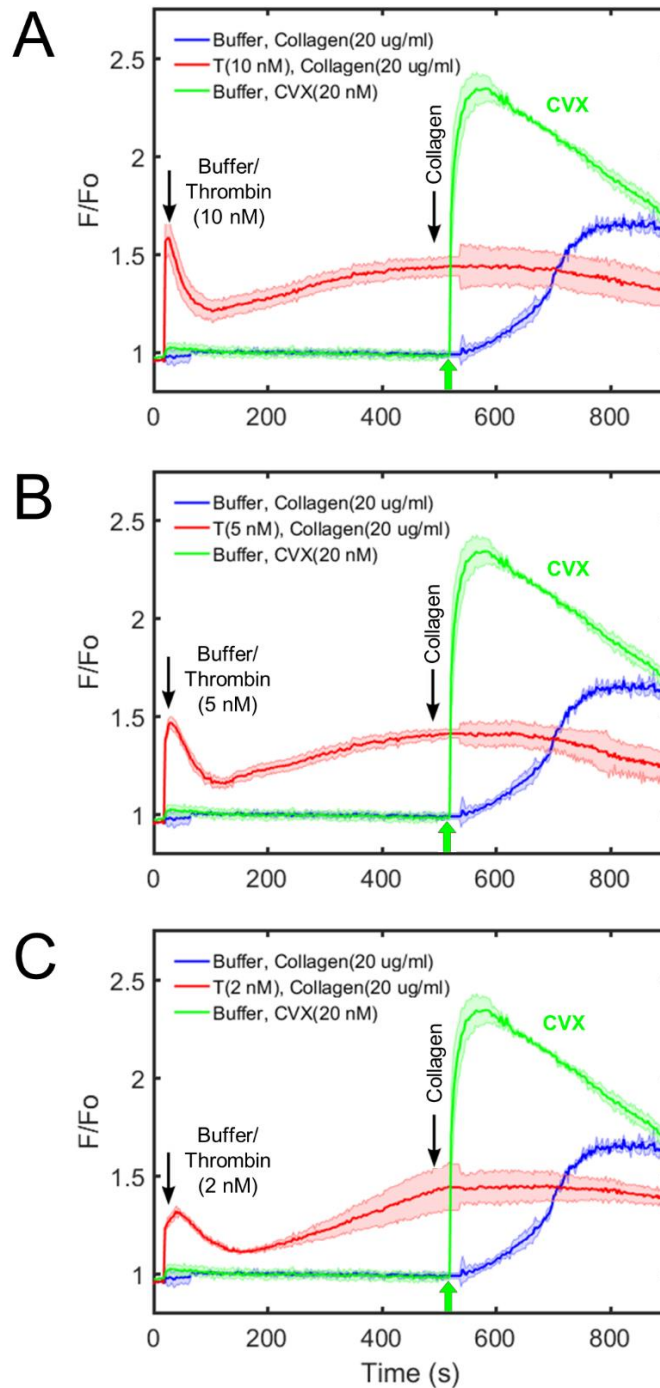 A
Buffer, Collagen(20 ug/ml)
T(10 nM), Collagen(20 ug/ml)
Buffer, CVX(20 nM)
2.5
2
1.5
1
F/Fo
Buffer/
Thrombin
(10 nM)
Collagen
CVX
0
200
400
600
800
B
Buffer, Collagen(20 ug/ml)
T(5 nM), Collagen(20 ug/ml)
Buffer, CVX(20 nM)
2.5
2
1.5
1
F/Fo
Buffer/
Thrombin
(5 nM)
Collagen
CVX
0
200
400
600
800
C
Buffer, Collagen(20 ug/ml)
T(2 nM), Collagen(20 ug/ml)
Buffer, CVX(20 nM)
2.5
2
1.5
1
F/Fo
Buffer/
Thrombin
(2 nM)
Collagen
CVX
0
200
400
600
800
Time (s)